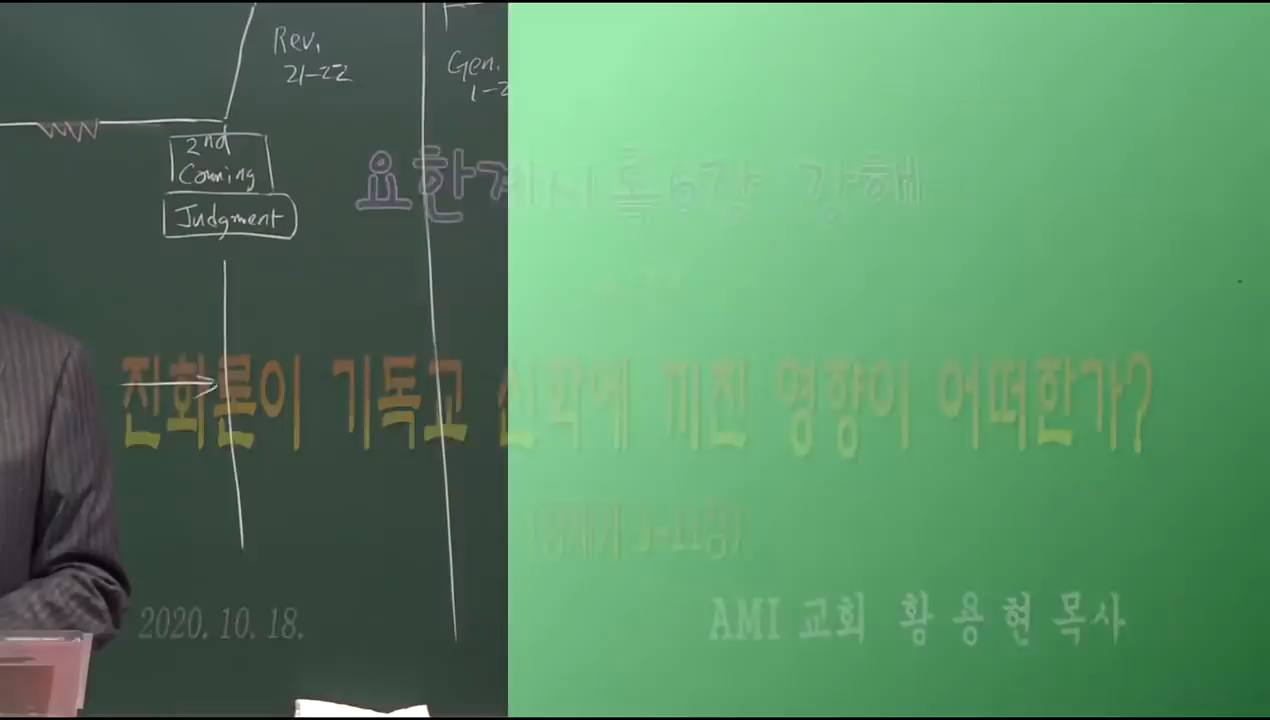 Rev.
21-22
Gen.
2nd
Coming
Judgment
요한계시록 6장 강해
진화론이 기독교 신학에 끼친 영향이 어떠한가?
2020. 10. 18.
AMI 교회 황 용 현 목사